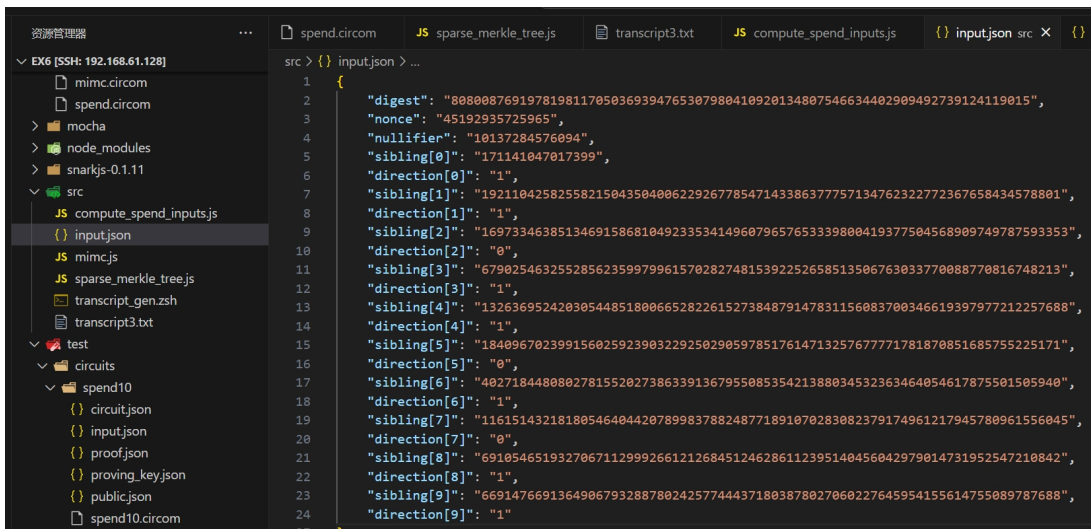 资源管理器 ...
EX6 [SSH: 192.168.61.128]
mimc.circom
spend.circom
mocha
node_modules
snarkjs-0.1.11
src
JS compute_spend_inputs.js
{ } input.json
JS mimc.js
JS sparse_merkle_tree.js
transcript_gen.zsh
transcript3.txt
test
circuits
spend10
{ } circuit.json
{ } input.json
{ } proof.json
{ } proving_key.json
{ } public.json
spend10.circom
spend.circom JS sparse_merkle_tree.js transcript3.txt JS compute_spend_inputs.js { } input.json src × { }
src > { } input.json > ...
1 {
2 "digest": "8080087691978198117050369394765307980410920134807546634402909492739124119015",
3 "nonce": "45192935725965",
4 "nullifier": "10137284576094",
5 "sibling[0]": "171141047017399",
6 "direction[0]": "1",
7 "sibling[1]": "1921104258255821504350400622926778547143386377757134762322772367658434578801",
8 "direction[1]": "1",
9 "sibling[2]": "16973346385134691586810492335341496079657653339800419377504568909749787593353",
10 "direction[2]": "0",
11 "sibling[3]": "6790254632552856235997996157028274815392252658513506763033770088770816748213",
12 "direction[3]": "1",
13 "sibling[4]": "13263695242030544851800665282261527384879147831156083700346619397977212257688",
14 "direction[4]": "1",
15 "sibling[5]": "18409670239915602592390322925029059785176147132576777717818708516857552251​71",
16 "direction[5]": "0",
17 "sibling[6]": "4027184480802781552027386339136795508535421388034532363464054617875501505940",
18 "direction[6]": "1",
19 "sibling[7]": "11615143218180546404420789983788248771891070283082379174961217945780961556045",
20 "direction[7]": "0",
21 "sibling[8]": "6910546519327067112999266121268451246286112395140456042979014731952547210842",
22 "direction[8]": "1",
23 "sibling[9]": "6691476691364906793288780242577444371803878027060227645954155614755089787688",
24 "direction[9]": "1"